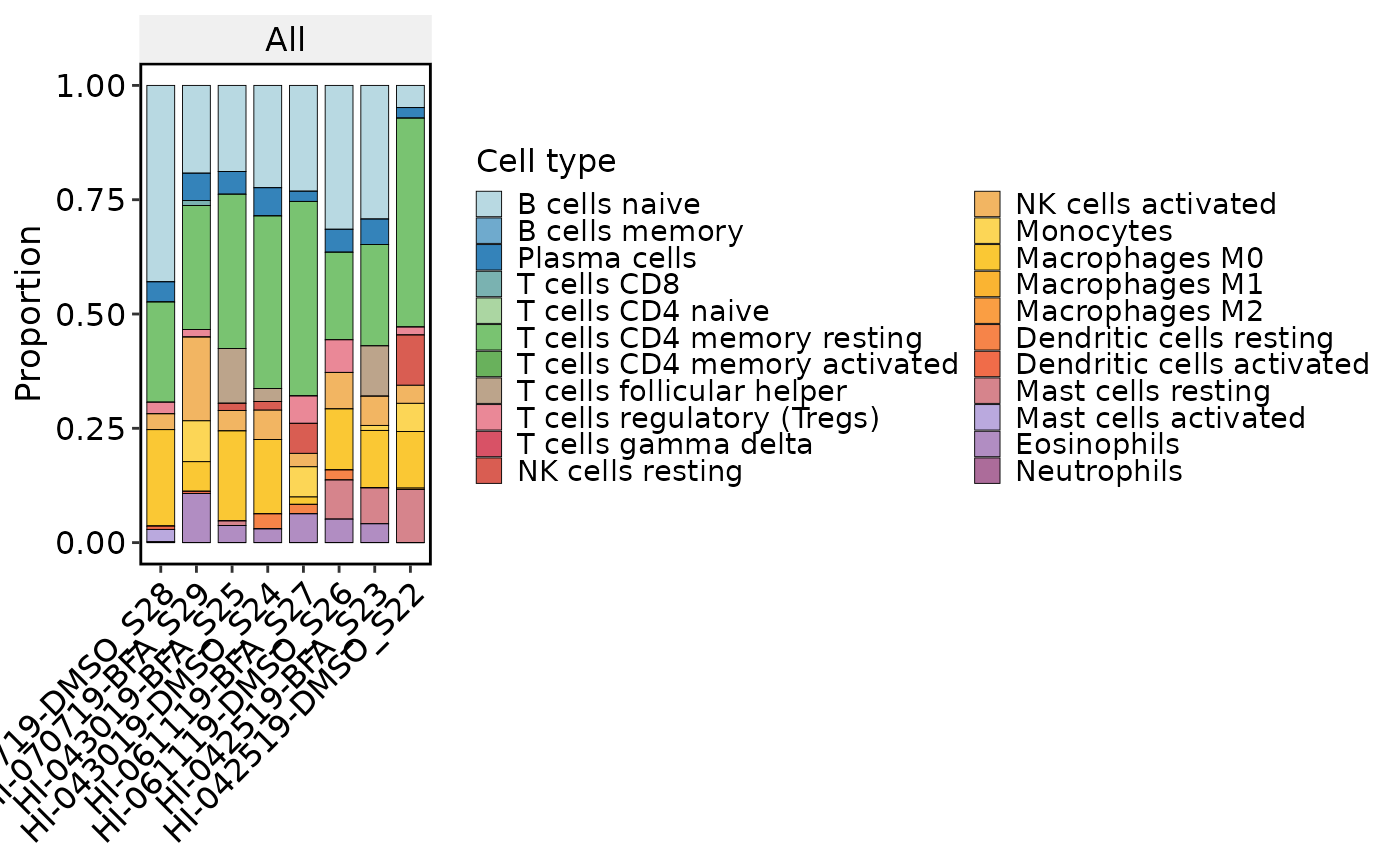 All
1.00
0.75
0.50
0.25
0.00
Proportion
719-DMSO_S28
HI-070719-BFA_S29
HI-043019-BFA_S25
HI-043019-DMSO_S24
HI-061119-BFA_S27
HI-061119-DMSO_S26
HI-042519-BFA_S23
HI-042519-DMSO_S22
Cell type
B cells naive
B cells memory
Plasma cells
T cells CD8
T cells CD4 naive
T cells CD4 memory resting
T cells CD4 memory activated
T cells follicular helper
T cells regulatory (Tregs)
T cells gamma delta
NK cells resting
NK cells activated
Monocytes
Macrophages M0
Macrophages M1
Macrophages M2
Dendritic cells resting
Dendritic cells activated
Mast cells resting
Mast cells activated
Eosinophils
Neutrophils